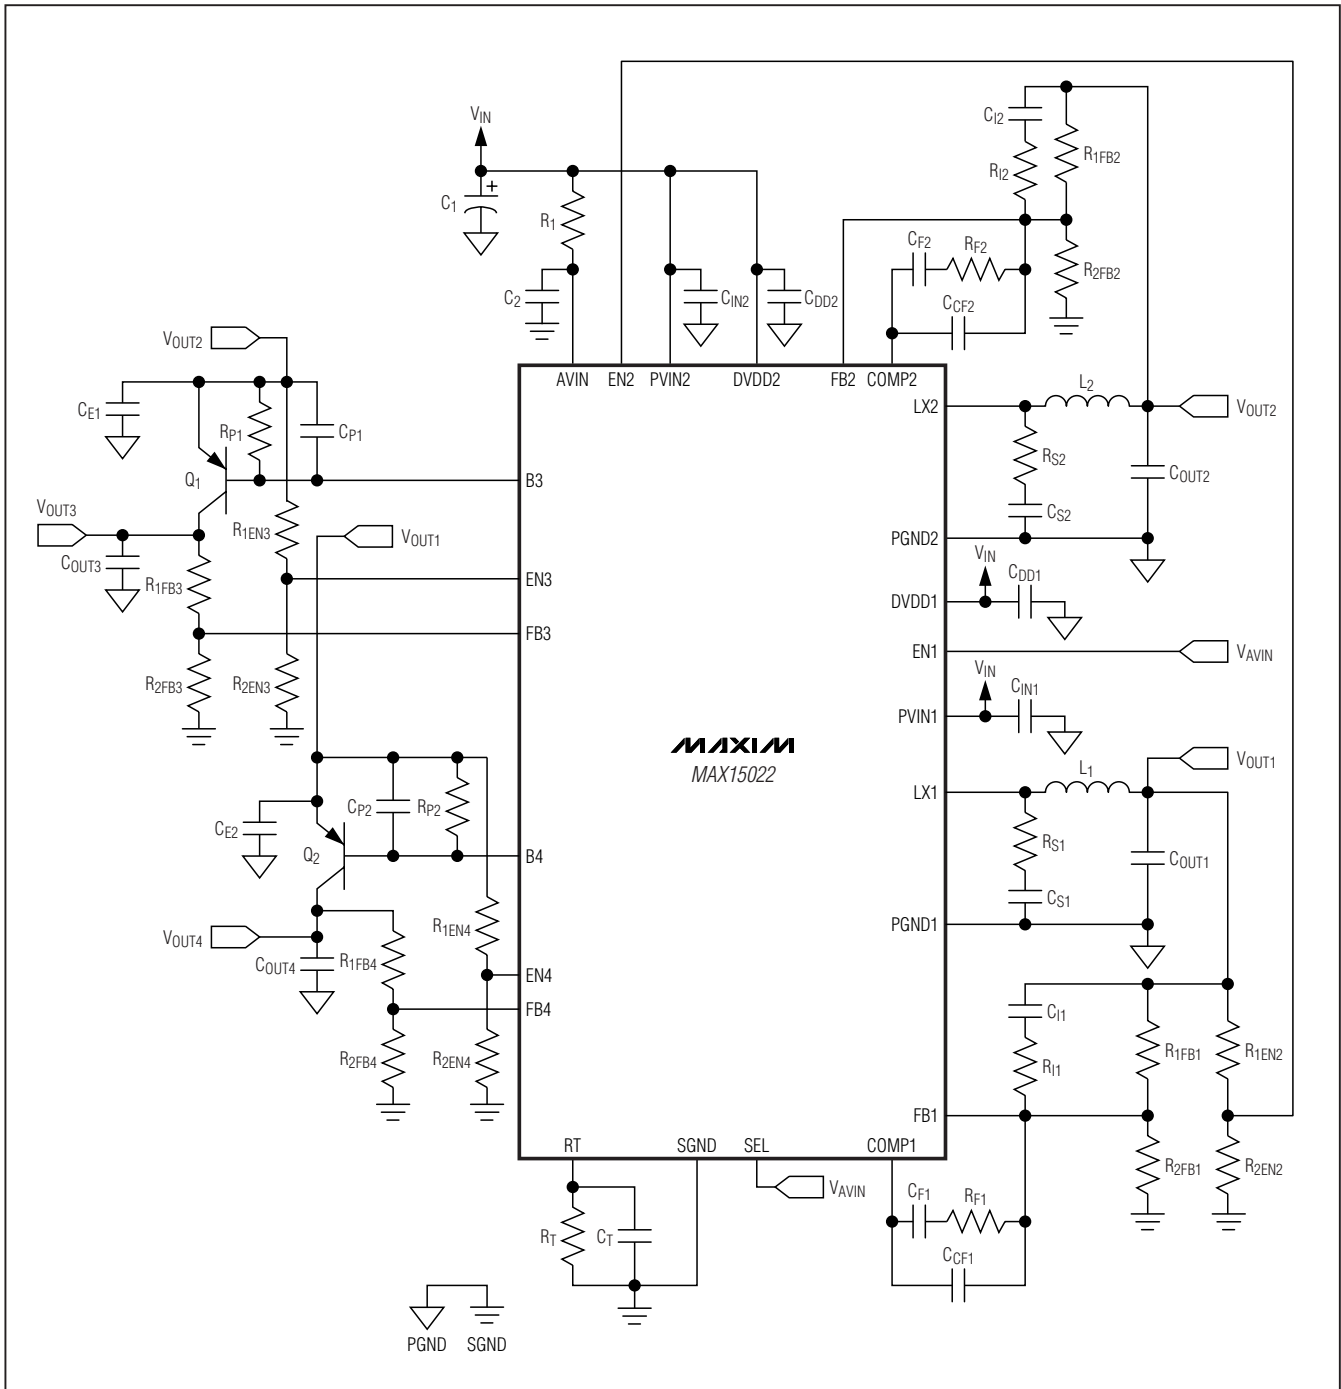 VIN
C1
+
R1
C2
CIN2
CDD2
CI2
RI2
R1FB2
CF2
RF2
R2FB2
CCF2
VOUT2
CE1
RP1
CP1
Q1
VOUT3
COUT3
R1FB3
R2FB3
R1EN3
R2EN3
VOUT1
AVIN EN2 PVIN2 DVDD2 FB2 COMP2
LX2
L2
VOUT2
RS2
COUT2
CS2
PGND2
VIN
CDD1
DVDD1
EN1
VAVIN
VIN
CIN1
PVIN1
B3
EN3
FB3
MAXIM
MAX15022
VOUT1
L1
LX1
RS1
COUT1
CS1
PGND1
CE2
CP2
RP2
Q2
B4
VOUT4
COUT4
R1FB4
R1EN4
EN4
FB4
R2FB4
R2EN4
CI1
RI1
R1FB1
R1EN2
FB1
R2FB1
R2EN2
RT SGND SEL COMP1
VAVIN
RT
CT
CF1
RF1
CCF1
PGND SGND